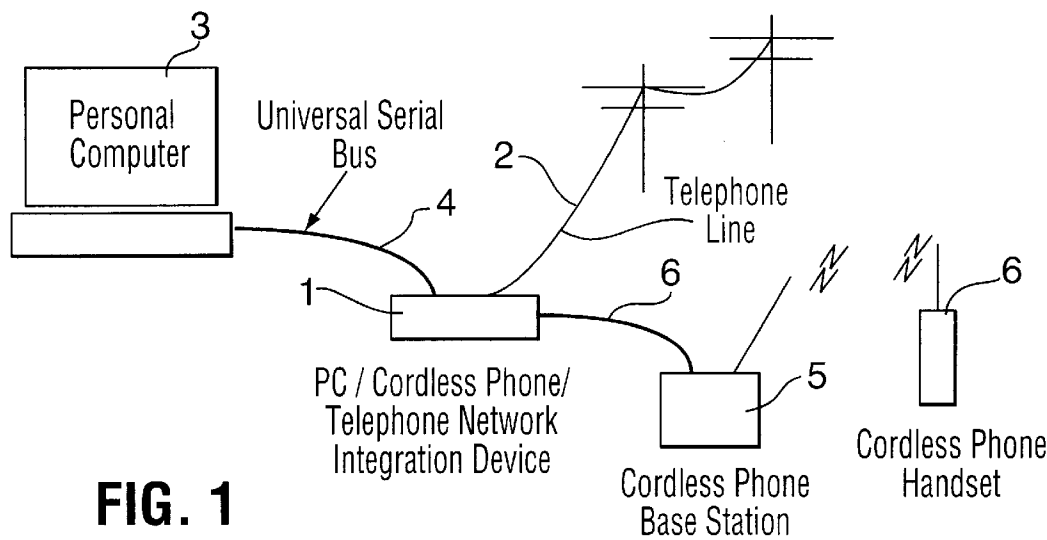 3
Personal
Computer
Universal Serial
Bus
4
2
Telephone
Line
1
6
6
PC / Cordless Phone/
Telephone Network
Integration Device
5
Cordless Phone
Base Station
Cordless Phone
Handset
FIG. 1